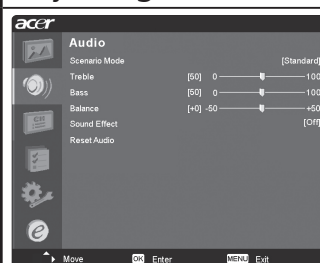 acer
Audio
Scenario Mode [Standard]
Treble [50] 0 100
Bass [50] 0 100
Balance [+0] -50 +50
Sound Effect [Off]
Reset Audio
Move OK Enter MENU Exit